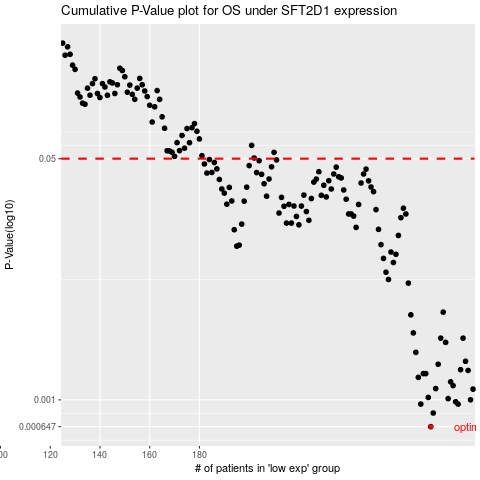 Cumulative P-Value plot for OS under SFT2D1 expression
P-Value(log10)
0.05
0.001
0.000647
optin
00 120 140 160 180
# of patients in 'low exp' group